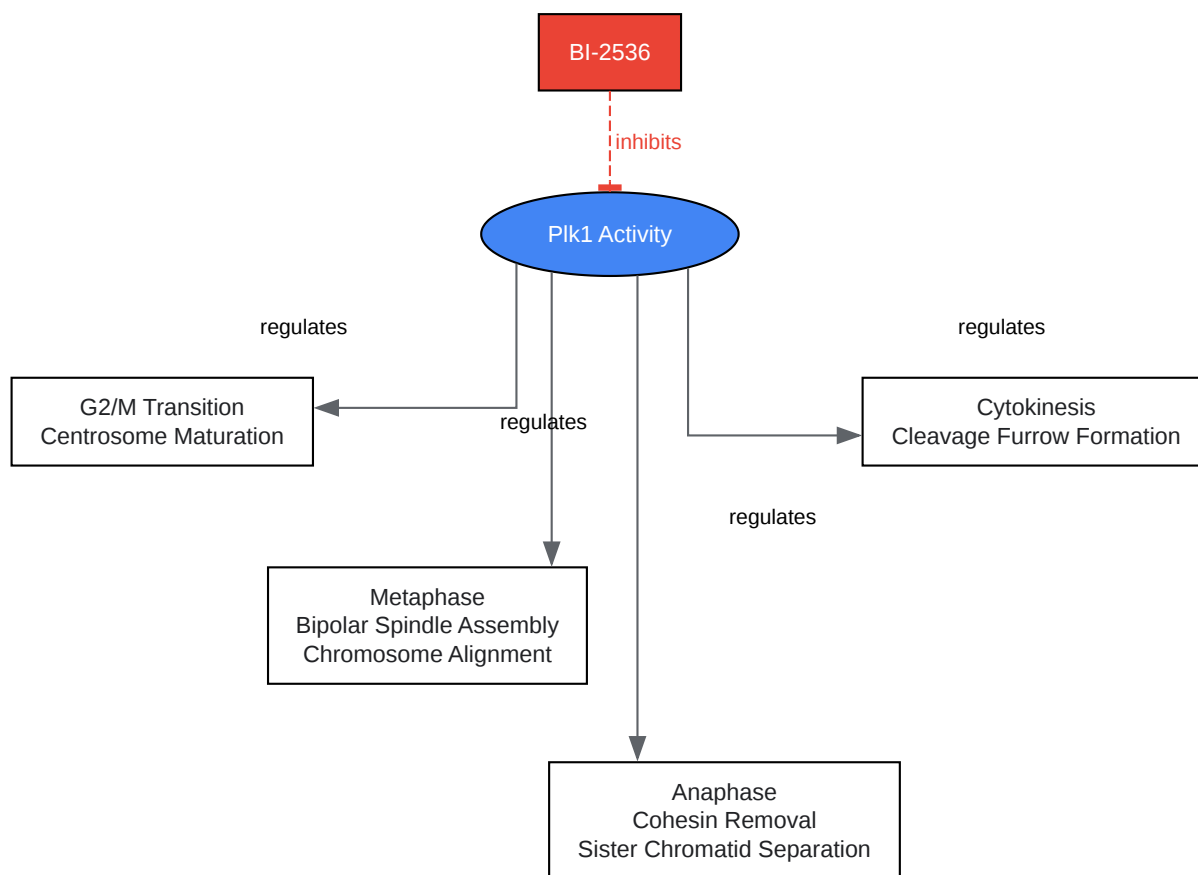 BI-2536
inhibits
Plk1 Activity
regulates
regulates
G2/M Transition
Centrosome Maturation
regulates
Cytokinesis
Cleavage Furrow Formation
regulates
Metaphase
Bipolar Spindle Assembly
Chromosome Alignment
Anaphase
Cohesin Removal
Sister Chromatid Separation